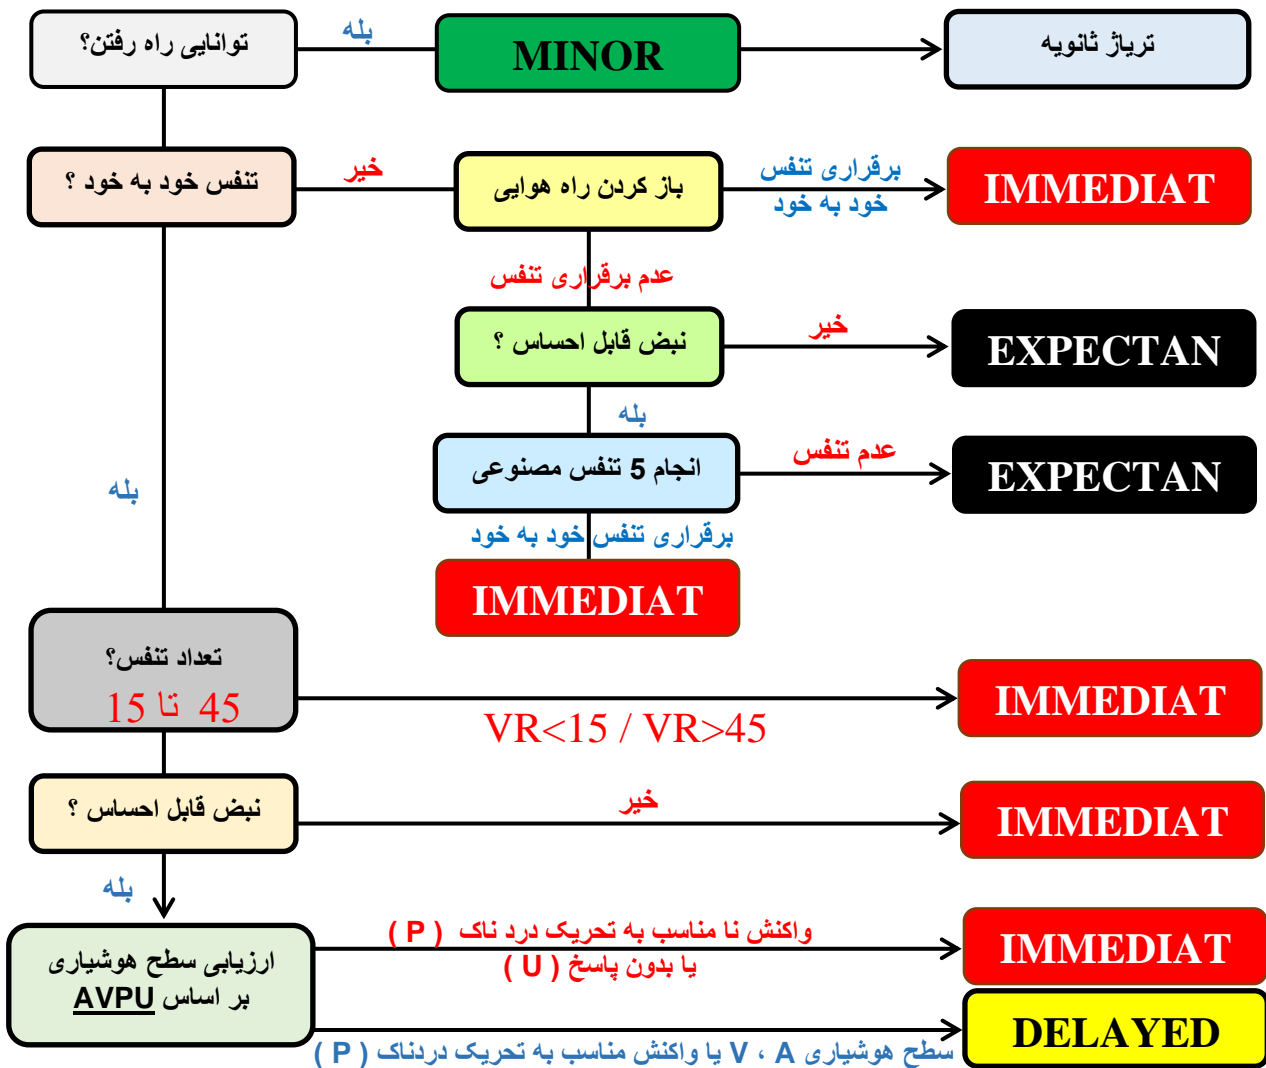 توانایی راه رفتن؟
بله
MINOR
تریاژ ثانویه
تنفس خود به خود ؟
خیر
باز کردن راه هوایی
برقراری تنفس
خود به خود
IMMEDIAT
عدم برقراری تنفس
نبض قابل احساس ؟
خیر
EXPECTAN
بله
انجام 5 تنفس مصنوعی
عدم تنفس
EXPECTAN
بله
برقراری تنفس خود به خود
IMMEDIAT
تعداد تنفس؟
15 تا 45
VR<15 / VR>45
IMMEDIAT
نبض قابل احساس ؟
خیر
IMMEDIAT
بله
ارزیابی سطح هوشیاری
بر اساس AVPU
واکنش نا مناسب به تحریک درد ناک ( P )
یا بدون پاسخ ( U )
IMMEDIAT
سطح هوشیاری V ، A یا واکنش مناسب به تحریک دردناک ( P )
DELAYED